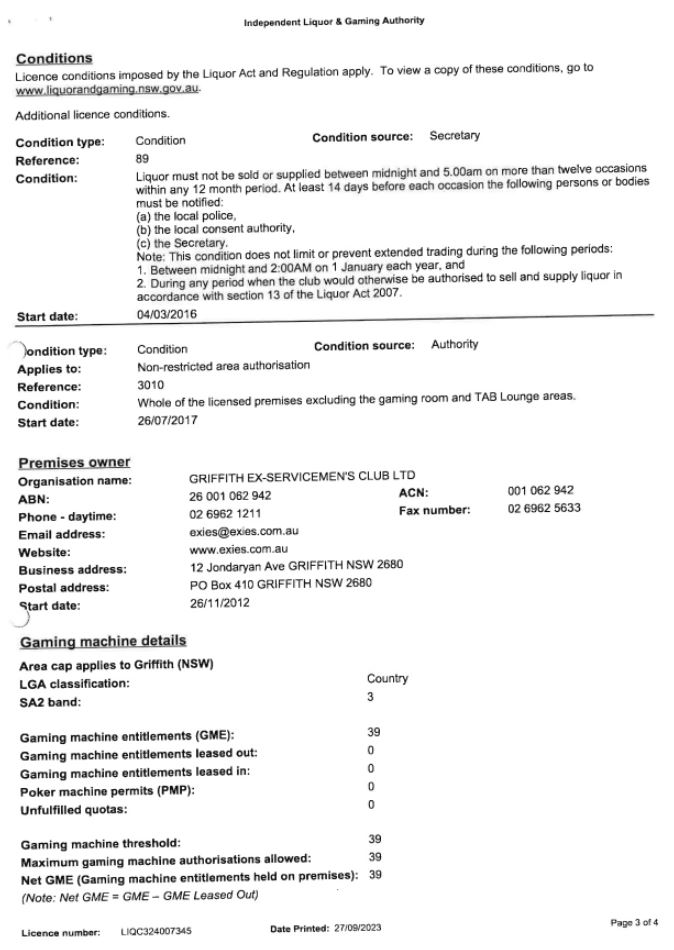 Independent Liquor & Gaming Authority
Conditions
Licence conditions imposed by the Liquor Act and Regulation apply. To view a copy of these conditions, go to
www.liquorandgaming.nsw.gov.au.
Additional licence conditions.
Condition type: Condition Condition source: Secretary
Reference: 89
Condition: Liquor must not be sold or supplied between midnight and 5.00am on more than twelve occasions
within any 12 month period. At least 14 days before each occasion the following persons or bodies
must be notified:
(a) the local police,
(b) the local consent authority,
(c) the Secretary.
Note: This condition does not limit or prevent extended trading during the following periods:
1. Between midnight and 2:00AM on 1 January each year, and
2. During any period when the club would otherwise be authorised to sell and supply liquor in
accordance with section 13 of the Liquor Act 2007.
Start date: 04/03/2016
ondition type: Condition Condition source: Authority
Applies to: Non-restricted area authorisation
Reference: 3010
Condition: Whole of the licensed premises excluding the gaming room and TAB Lounge areas.
Start date: 26/07/2017
Premises owner
Organisation name: GRIFFITH EX-SERVICEMEN'S CLUB LTD
ABN: 26 001 062 942 ACN: 001 062 942
Phone - daytime: 02 6962 1211 Fax number: 02 6962 5633
Email address: exies@exies.com.au
Website: www.exies.com.au
Business address: 12 Jondaryan Ave GRIFFITH NSW 2680
Postal address: PO Box 410 GRIFFITH NSW 2680
Start date: 26/11/2012
Gaming machine details
Area cap applies to Griffith (NSW)
LGA classification: Country
SA2 band: 3
Gaming machine entitlements (GME): 39
Gaming machine entitlements leased out: 0
Gaming machine entitlements leased in: 0
Poker machine permits (PMP): 0
Unfulfilled quotas: 0
Gaming machine threshold: 39
Maximum gaming machine authorisations allowed: 39
Net GME (Gaming machine entitlements held on premises): 39
(Note: Net GME = GME – GME Leased Out)
Licence number: LIQC324007345 Date Printed: 27/09/2023 Page 3 of 4